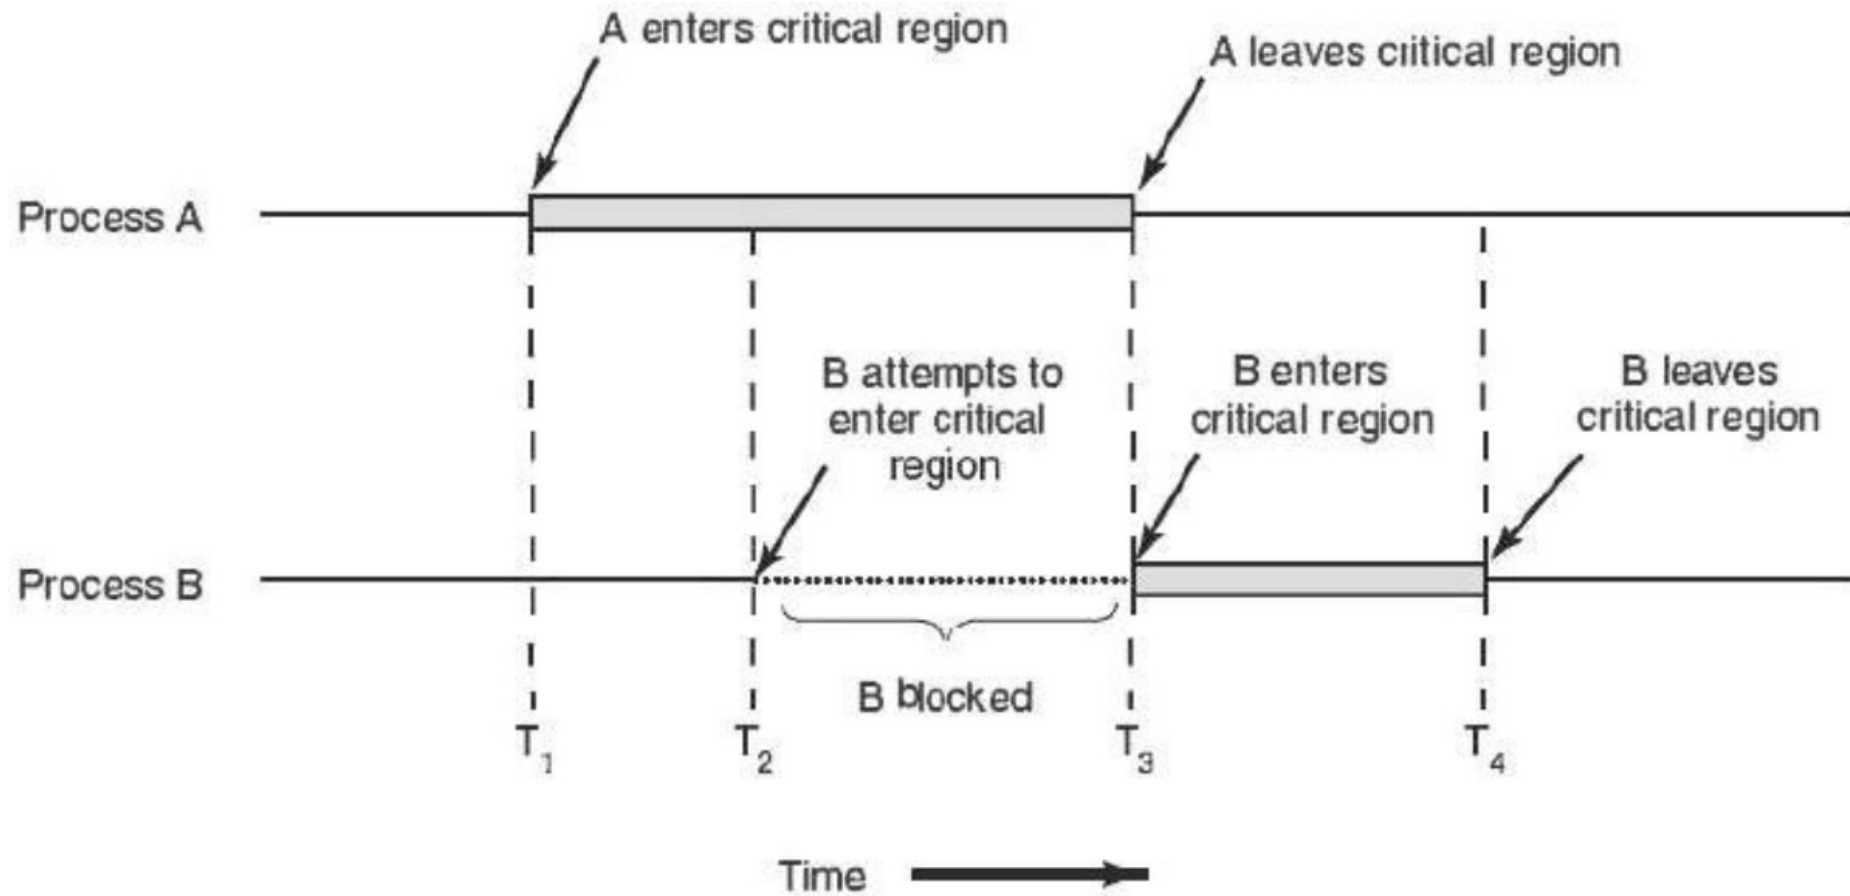 A enters critical region
A leaves critical region
Process A
B attempts to
enter critical
region
B enters
critical region
B leaves
critical region
Process B
B blocked
T1
T2
T3
T4
Time